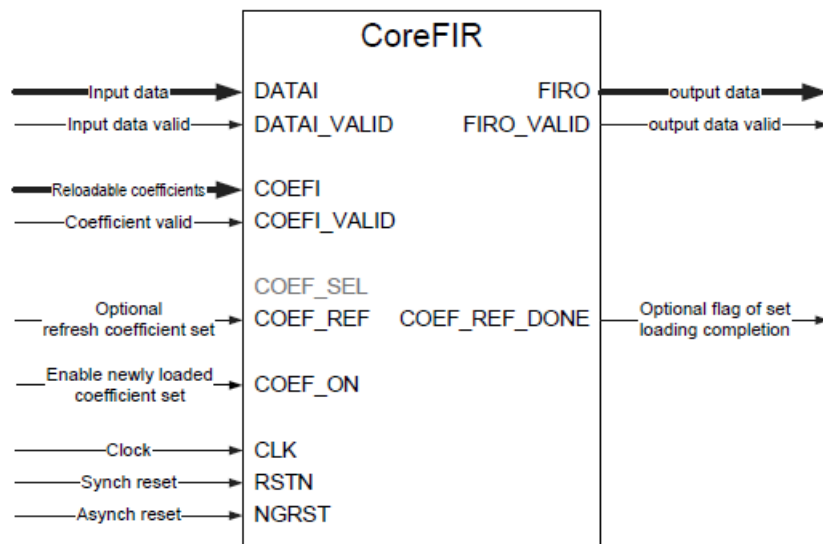 CoreFIR
Input data DATAI FIRO output data
Input data valid DATAI_VALID FIRO_VALID output data valid
Reloadable coefficients COEFI
Coefficient valid COEFI_VALID
COEF_SEL
Optional
refresh coefficient set COEF_REF COEF_REF_DONE Optional flag of set
loading completion
Enable newly loaded
coefficient set COEF_ON
Clock CLK
Synch reset RSTN
Asynch reset NGRST